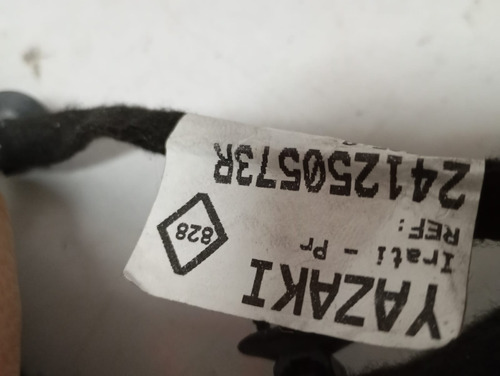 YAZAKI
Irati - Pr
REF:
828
241250573R